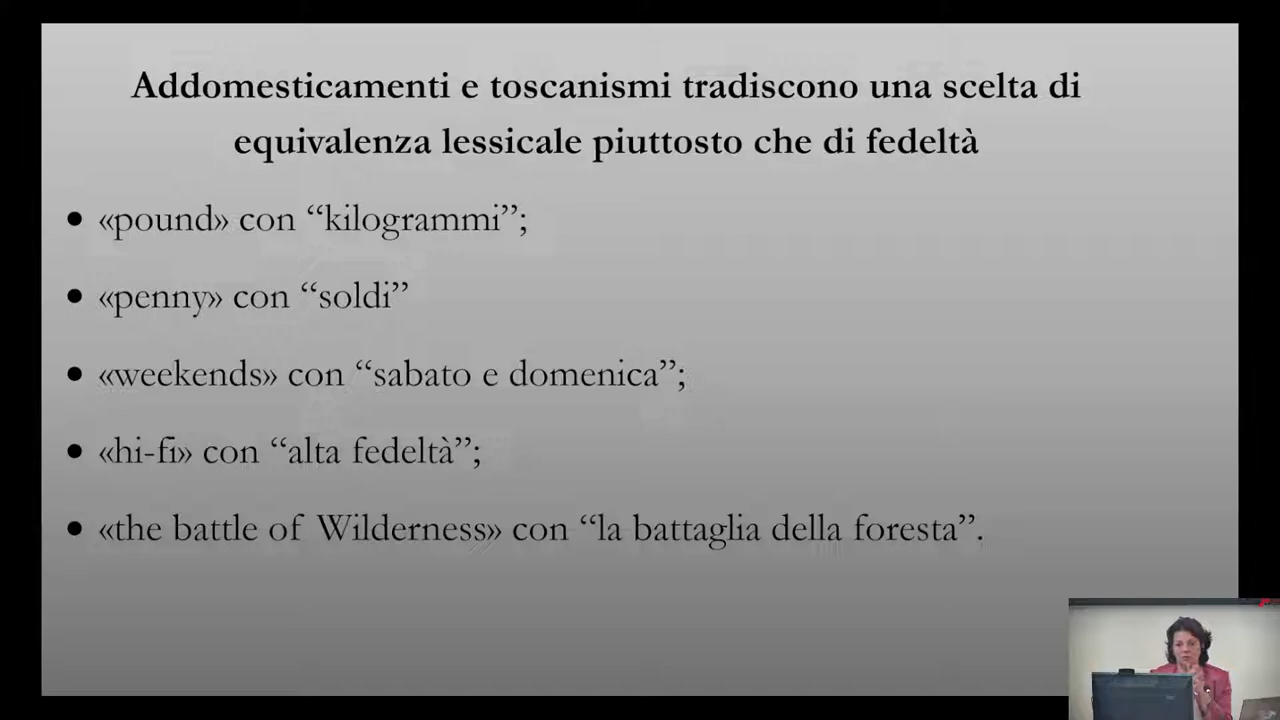 Addomesticamenti e toscanismi tradiscono una scelta di
equivalenza lessicale piuttosto che di fedeltà
• «pound» con “kilogrammi”;
• «penny» con “soldi”
• «weekends» con “sabato e domenica”;
• «hi-fi» con “alta fedeltà”;
• «the battle of Wilderness» con “la battaglia della foresta”.